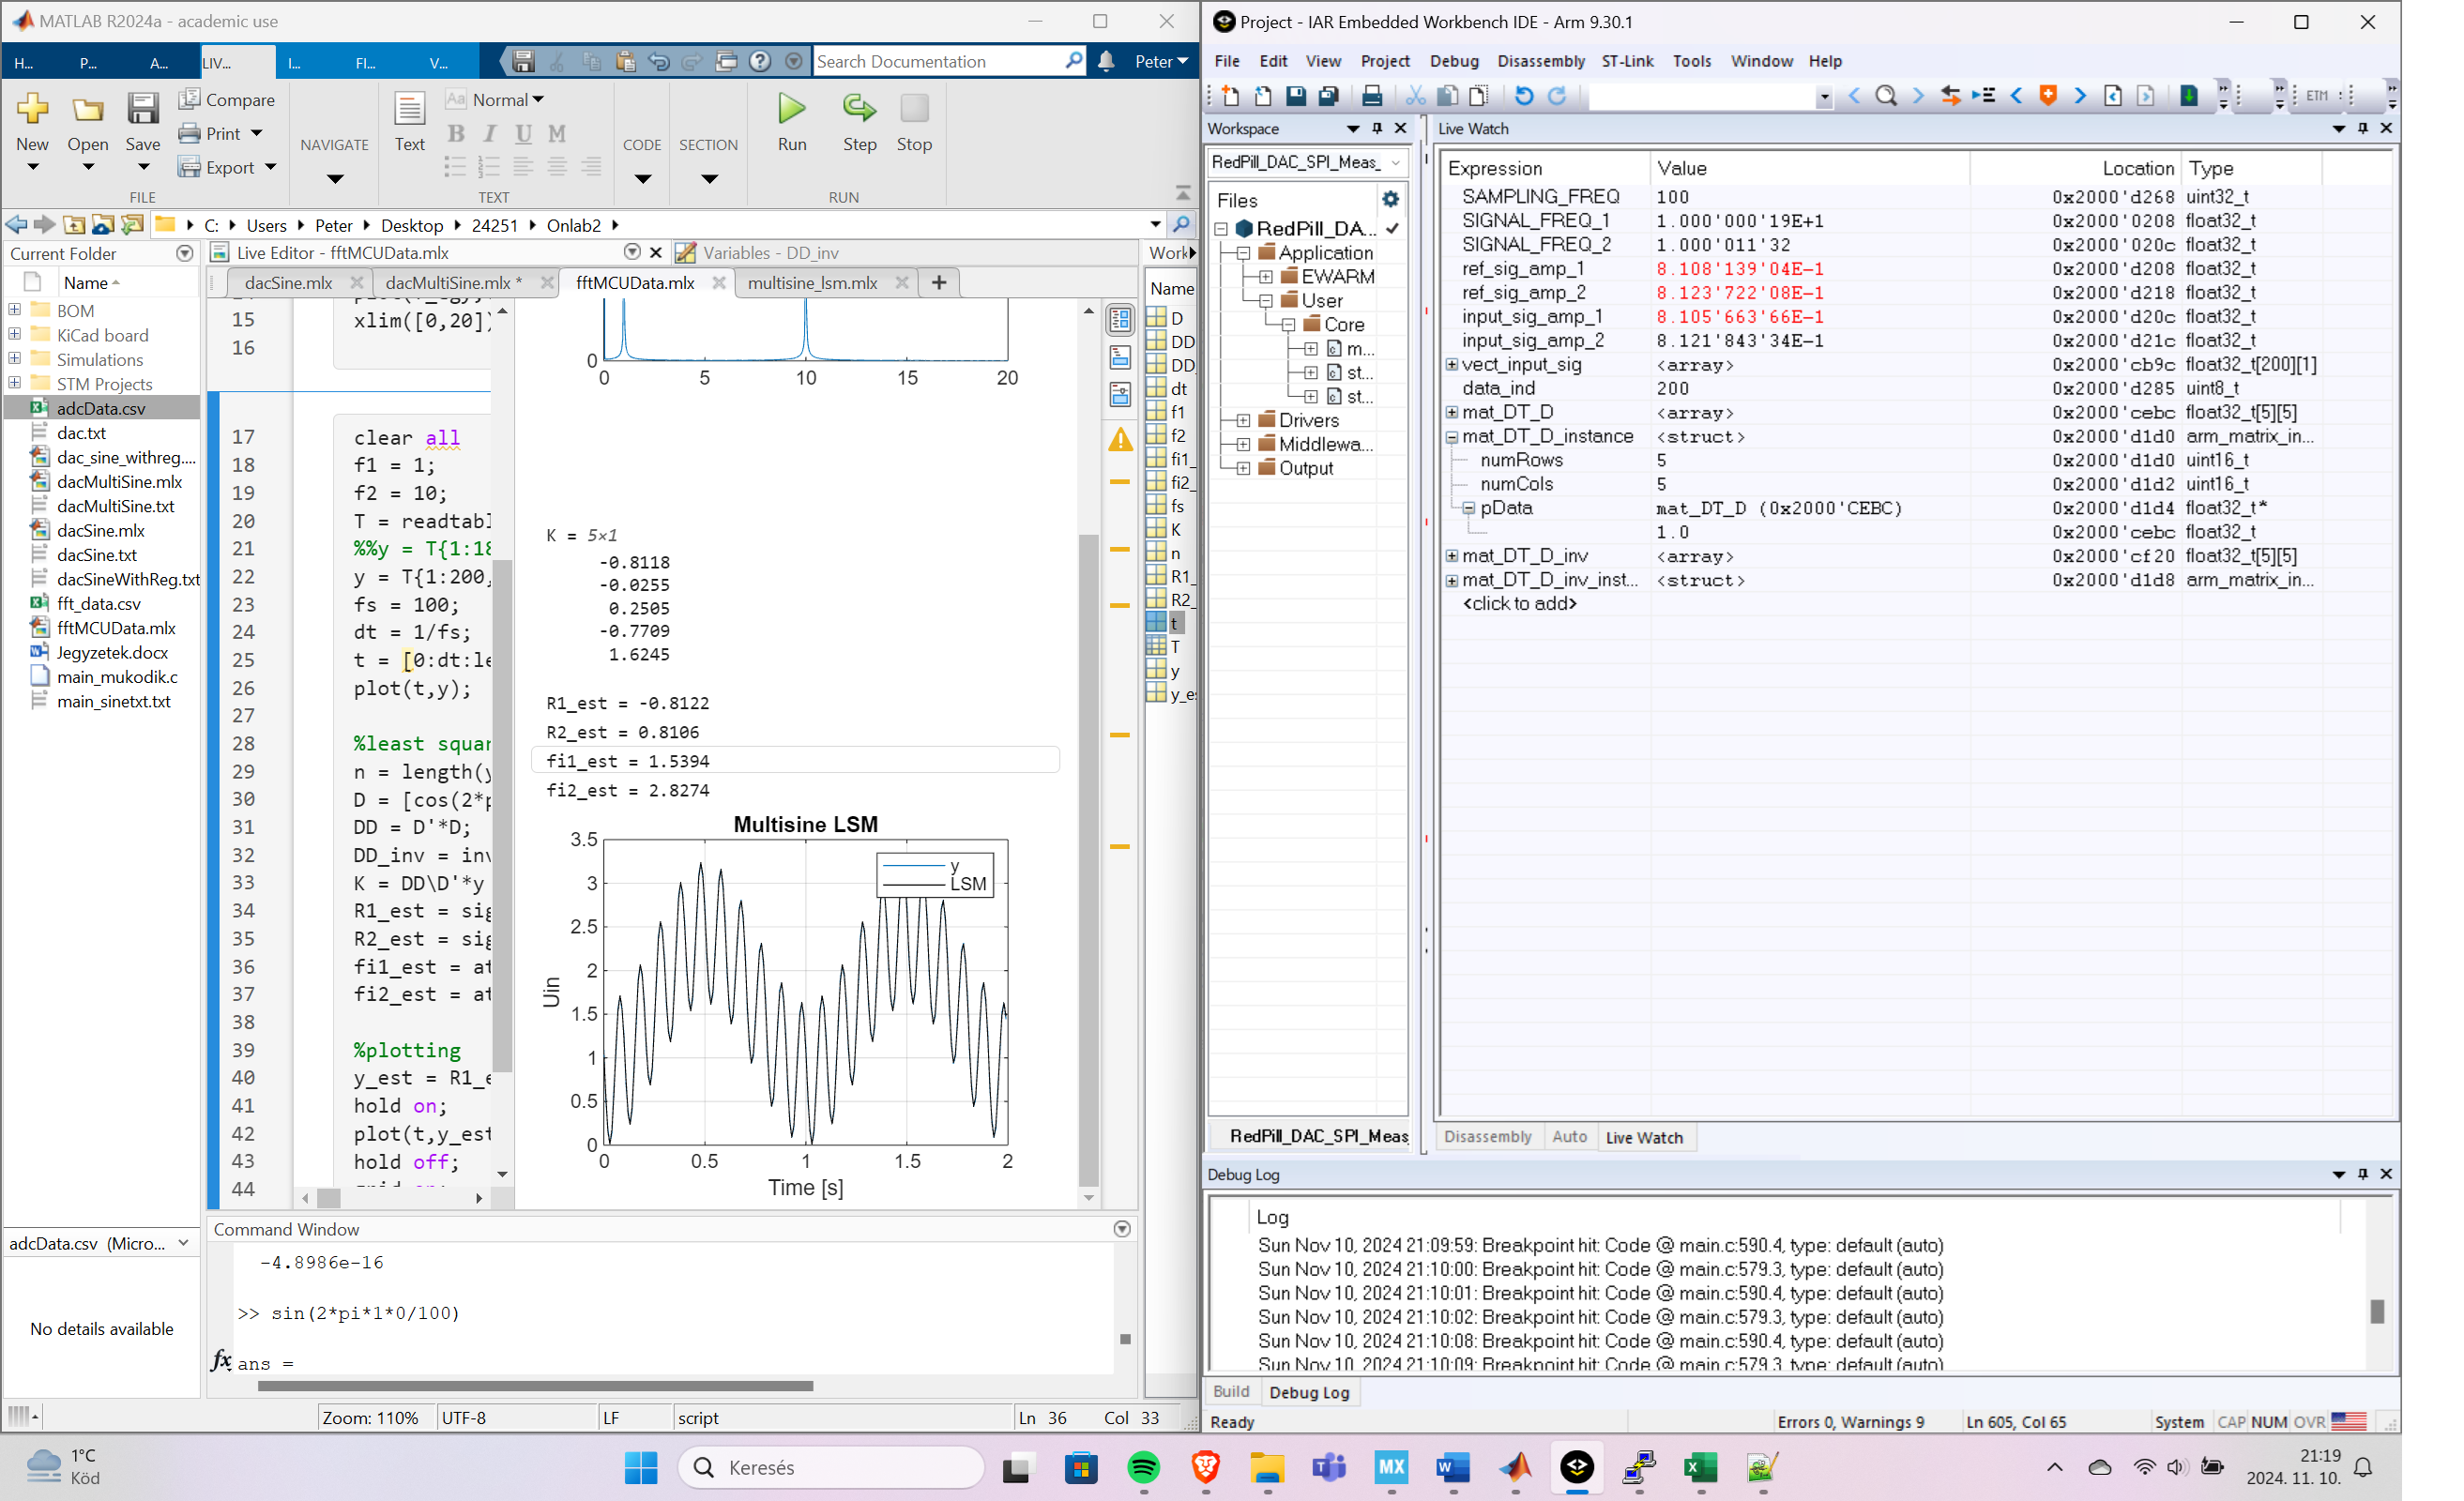 MATLAB R2024a - academic use
H... P... A... LIV... I... FI... V...
Search Documentation
Peter
New
Open
Save
Compare
Print
Export
FILE
NAVIGATE
Text
Aa Normal
B I U M
TEXT
CODE
SECTION
Run
Step
Stop
RUN
C: Users Peter Desktop 24251 Onlab2
Current Folder
Name
BOM
KiCad board
Simulations
STM Projects
adcData.csv
dac.txt
dac_sine_withreg....
dacMultiSine.mlx
dacMultiSine.txt
dacSine.mlx
dacSine.txt
dacSineWithReg.txt
fft_data.csv
fftMCUData.mlx
Jegyzetek.docx
main_mukodik.c
main_sinetxt.txt
adcData.csv (Micro...
No details available
Live Editor - fftMCUData.mlx
Variables - DD_inv
dacSine.mlx
dacMultiSine.mlx *
fftMCUData.mlx
multisine_lsm.mlx
15 xlim([0,20])
16
17 clear all
18 f1 = 1;
19 f2 = 10;
20 T = readtabl
21 %%y = T{1:18
22 y = T{1:200,
23 fs = 100;
24 dt = 1/fs;
25 t = [0:dt:le
26 plot(t,y);
27
28 %least squar
29 n = length(y
30 D = [cos(2*p
31 DD = D'*D;
32 DD_inv = inv
33 K = DD\D'*y
34 R1_est = sig
35 R2_est = sig
36 fi1_est = at
37 fi2_est = at
38
39 %plotting
40 y_est = R1_e
41 hold on;
42 plot(t,y_est
43 hold off;
44
0
0 5 10 15 20
K = 5×1
-0.8118
-0.0255
0.2505
-0.7709
1.6245
R1_est = -0.8122
R2_est = 0.8106
fi1_est = 1.5394
fi2_est = 2.8274
Multisine LSM
3.5
3
2.5
2
1.5
1
0.5
0
Uin
y
LSM
0 0.5 1 1.5 2
Time [s]
Work
Name
D
DD
DD_
dt
f1
f2
fi1_
fi2_
fs
K
n
R1_
R2_
t
T
y
y_es
Command Window
-4.8986e-16
>> sin(2*pi*1*0/100)
fx ans =
Zoom: 110%
UTF-8
LF
script
Ln 36 Col 33
Project - IAR Embedded Workbench IDE - Arm 9.30.1
File Edit View Project Debug Disassembly ST-Link Tools Window Help
ETM
Workspace
RedPill_DAC_SPI_Meas_
Files
RedPill_DA...
Application
EWARM
User
Core
m...
st...
st...
Drivers
Middlewa...
Output
RedPill_DAC_SPI_Meas
Live Watch
Expression Value Location Type
SAMPLING_FREQ 100 0x2000'd268 uint32_t
SIGNAL_FREQ_1 1.000'000'19E+1 0x2000'0208 float32_t
SIGNAL_FREQ_2 1.000'011'32 0x2000'020c float32_t
ref_sig_amp_1 8.108'139'04E-1 0x2000'd208 float32_t
ref_sig_amp_2 8.123'722'08E-1 0x2000'd218 float32_t
input_sig_amp_1 8.105'663'66E-1 0x2000'd20c float32_t
input_sig_amp_2 8.121'843'34E-1 0x2000'd21c float32_t
vect_input_sig <array> 0x2000'cb9c float32_t[200][1]
data_ind 200 0x2000'd285 uint8_t
mat_DT_D <array> 0x2000'cebc float32_t[5][5]
mat_DT_D_instance <struct> 0x2000'd1d0 arm_matrix_in...
numRows 5 0x2000'd1d0 uint16_t
numCols 5 0x2000'd1d2 uint16_t
pData mat_DT_D (0x2000'CEBC) 0x2000'd1d4 float32_t*
1.0 0x2000'cebc float32_t
mat_DT_D_inv <array> 0x2000'cf20 float32_t[5][5]
mat_DT_D_inv_inst... <struct> 0x2000'd1d8 arm_matrix_in...
<click to add>
Disassembly Auto Live Watch
Debug Log
Log
Sun Nov 10, 2024 21:09:59: Breakpoint hit: Code @ main.c:590.4, type: default (auto)
Sun Nov 10, 2024 21:10:00: Breakpoint hit: Code @ main.c:579.3, type: default (auto)
Sun Nov 10, 2024 21:10:01: Breakpoint hit: Code @ main.c:590.4, type: default (auto)
Sun Nov 10, 2024 21:10:02: Breakpoint hit: Code @ main.c:579.3, type: default (auto)
Sun Nov 10, 2024 21:10:08: Breakpoint hit: Code @ main.c:590.4, type: default (auto)
Sun Nov 10, 2024 21:10:09: Breakpoint hit: Code @ main.c:579.3, type: default (auto)
Build Debug Log
Ready
Errors 0, Warnings 9
Ln 605, Col 65
System CAP NUM OVR
1°C
Köd
Keresés
MX
21:19
2024. 11. 10.